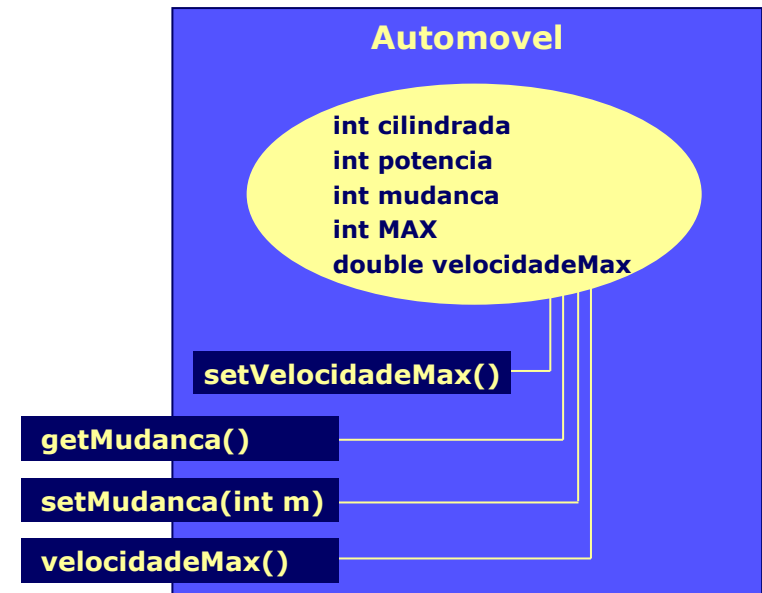 Automovel
int cilindrada
int potencia
int mudanca
int MAX
double velocidadeMax
setVelocidadeMax()
getMudanca()
setMudanca(int m)
velocidadeMax()